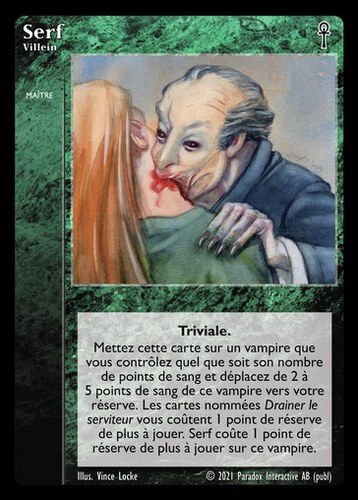 Serf
Villein
MAÎTRE
Triviale.
Mettez cette carte sur un vampire que
vous contrôlez quel que soit son nombre
de points de sang et déplacez de 2 à
5 points de sang de ce vampire vers votre
réserve. Les cartes nommées Drainer le
serviteur vous coûtent 1 point de réserve
de plus à jouer. Serf coûte 1 point de
réserve de plus à jouer sur ce vampire.
Illus. Vince Locke © 2021 Paradox Interactive AB (publ)